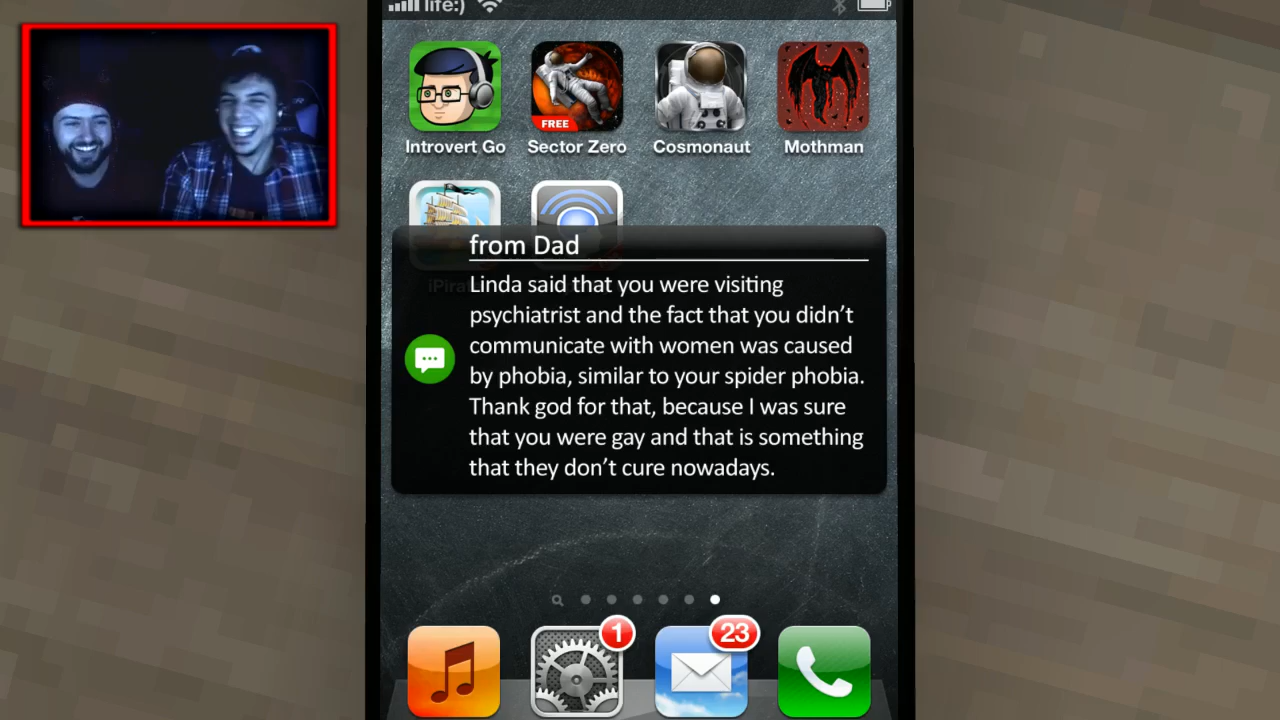 life:)
Introvert Go
FREE
Sector Zero
Cosmonaut
Mothman
from Dad
Linda said that you were visiting
psychiatrist and the fact that you didn't
communicate with women was caused
by phobia, similar to your spider phobia.
Thank god for that, because I was sure
that you were gay and that is something
that they don't cure nowadays.
1
23